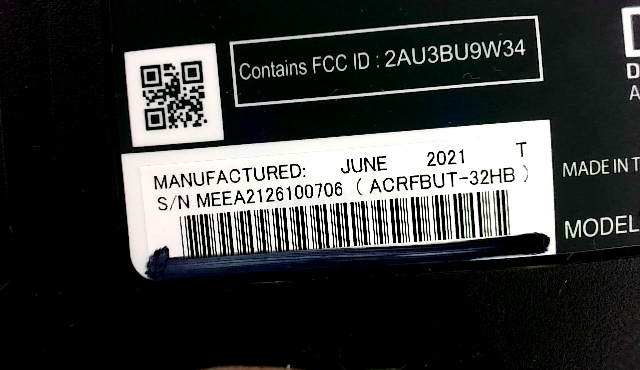 Contains FCC ID : 2AU3BU9W34
MANUFACTURED: JUNE 2021 T
S/N MEEA2126100706 ( ACRFBUT-32HB )
MADE IN
MODEL